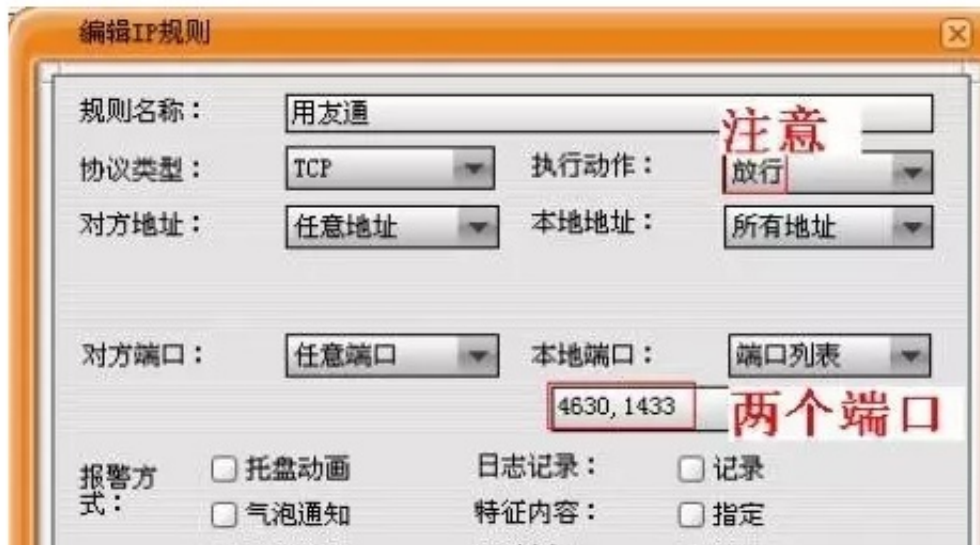 编辑IP规则
规则名称： 用友通
注意
协议类型： TCP 执行动作： 放行
对方地址： 任意地址 本地地址： 所有地址
对方端口： 任意端口 本地端口： 端口列表
4630,1433 两个端口
报警方式： 托盘动画 日志记录： 记录
气泡通知 特征内容： 指定